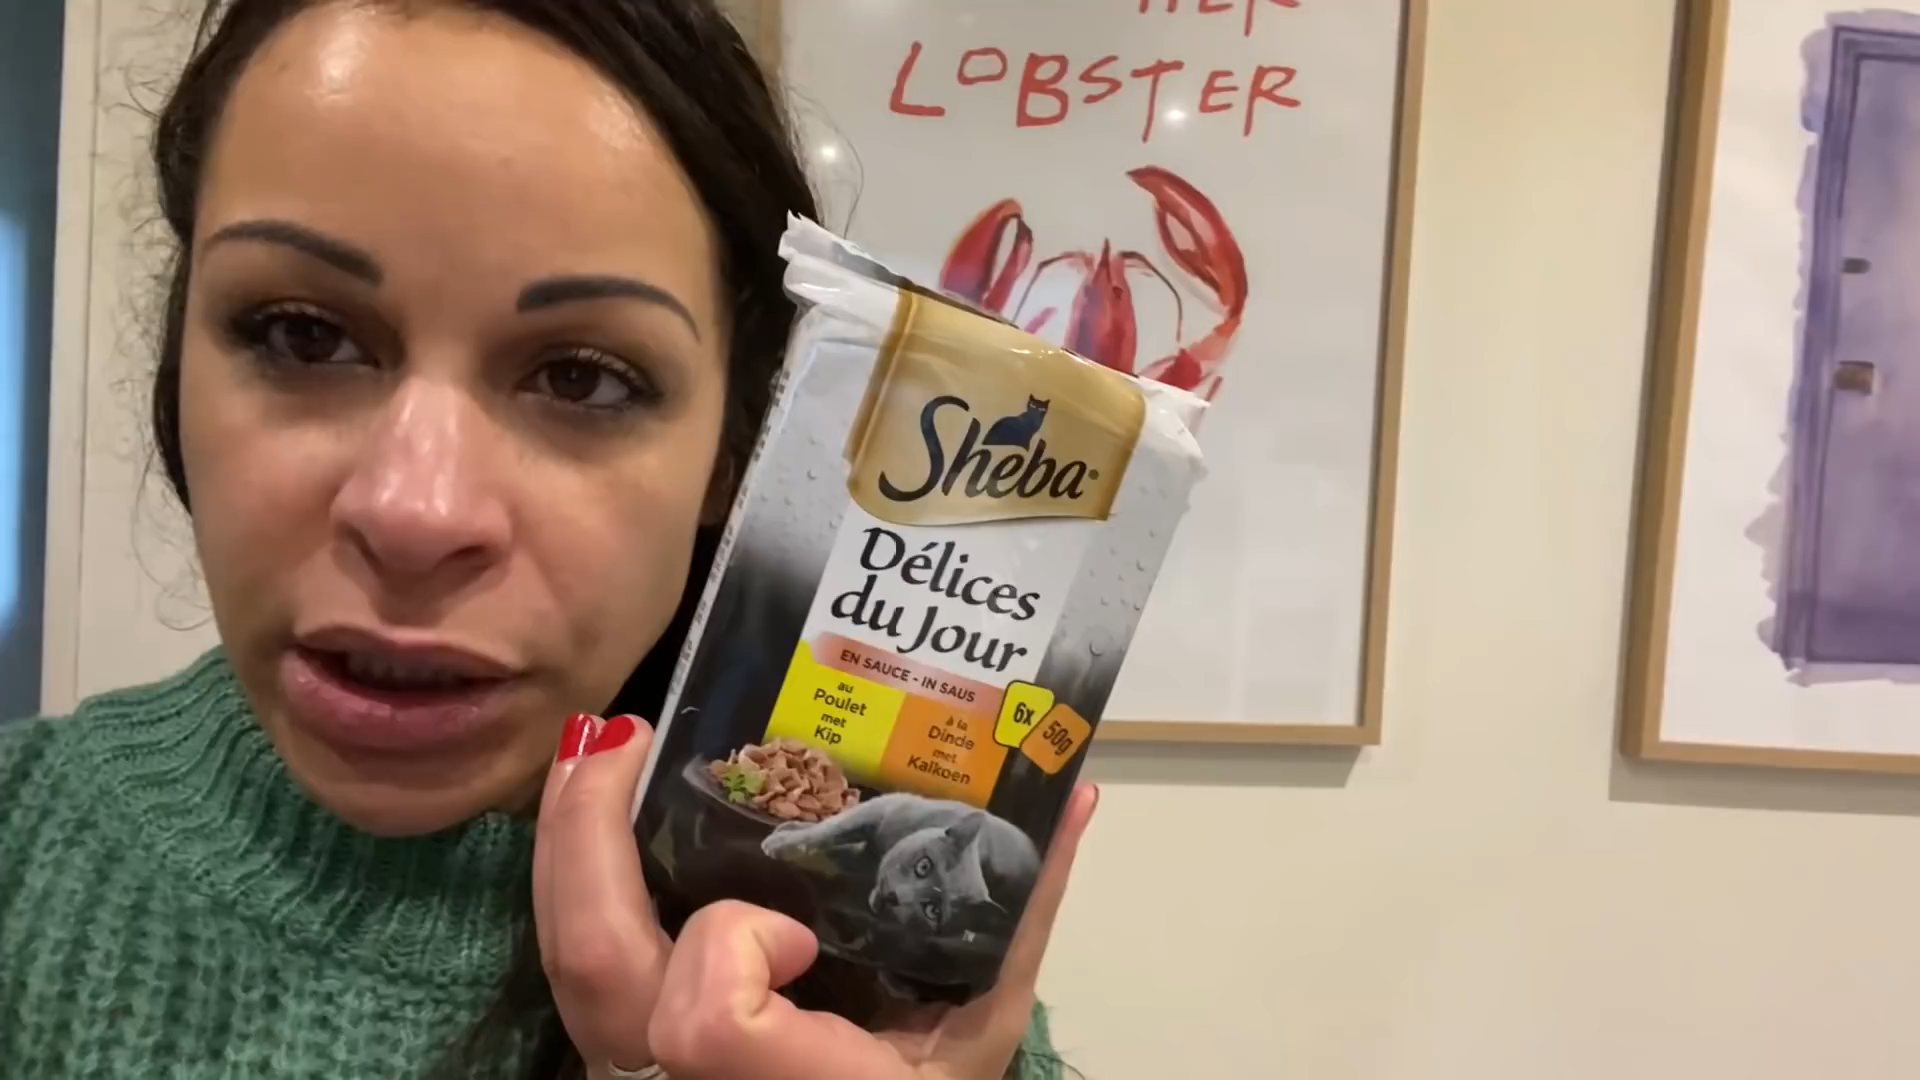 HER
LOBSTER
Sheba
Délices
du Jour
EN SAUCE - IN SAUS
au
Poulet
met
Kip
à la
Dinde
met
Kalkoen
6x
50g